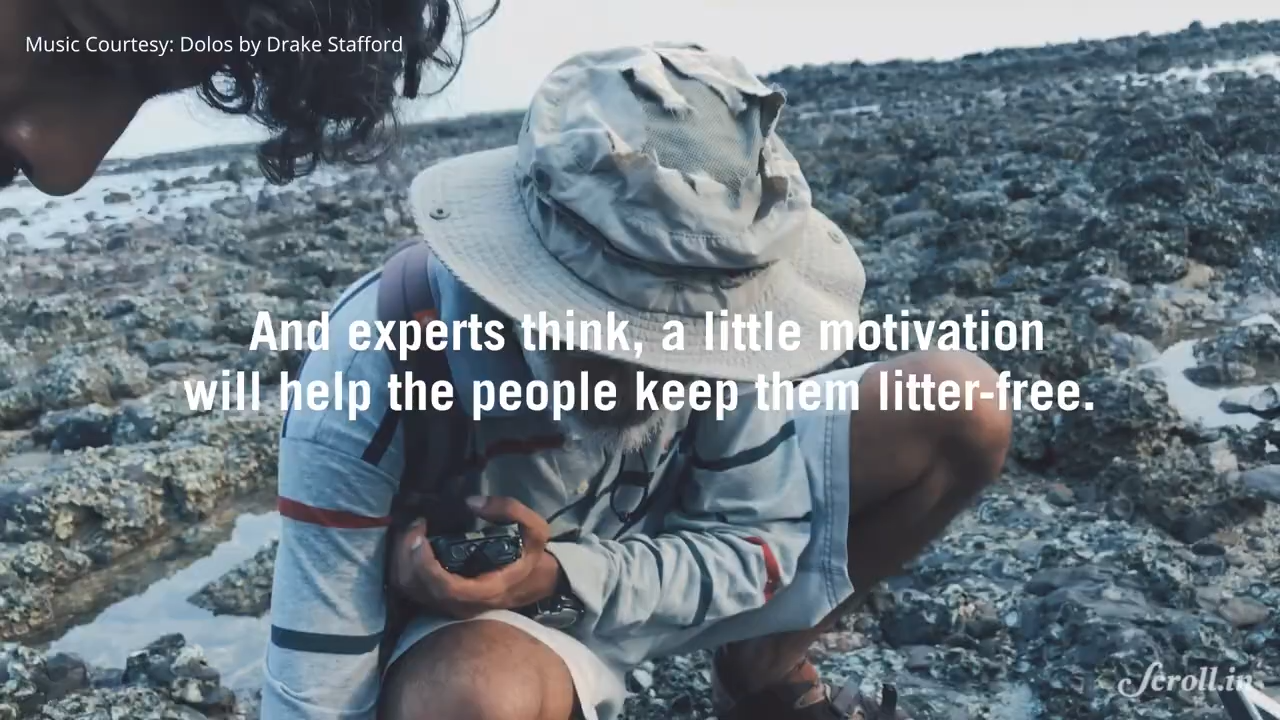 Music Courtesy: Dolos by Drake Stafford
And experts think, a little motivation
will help the people keep them litter-free.
Scroll.in